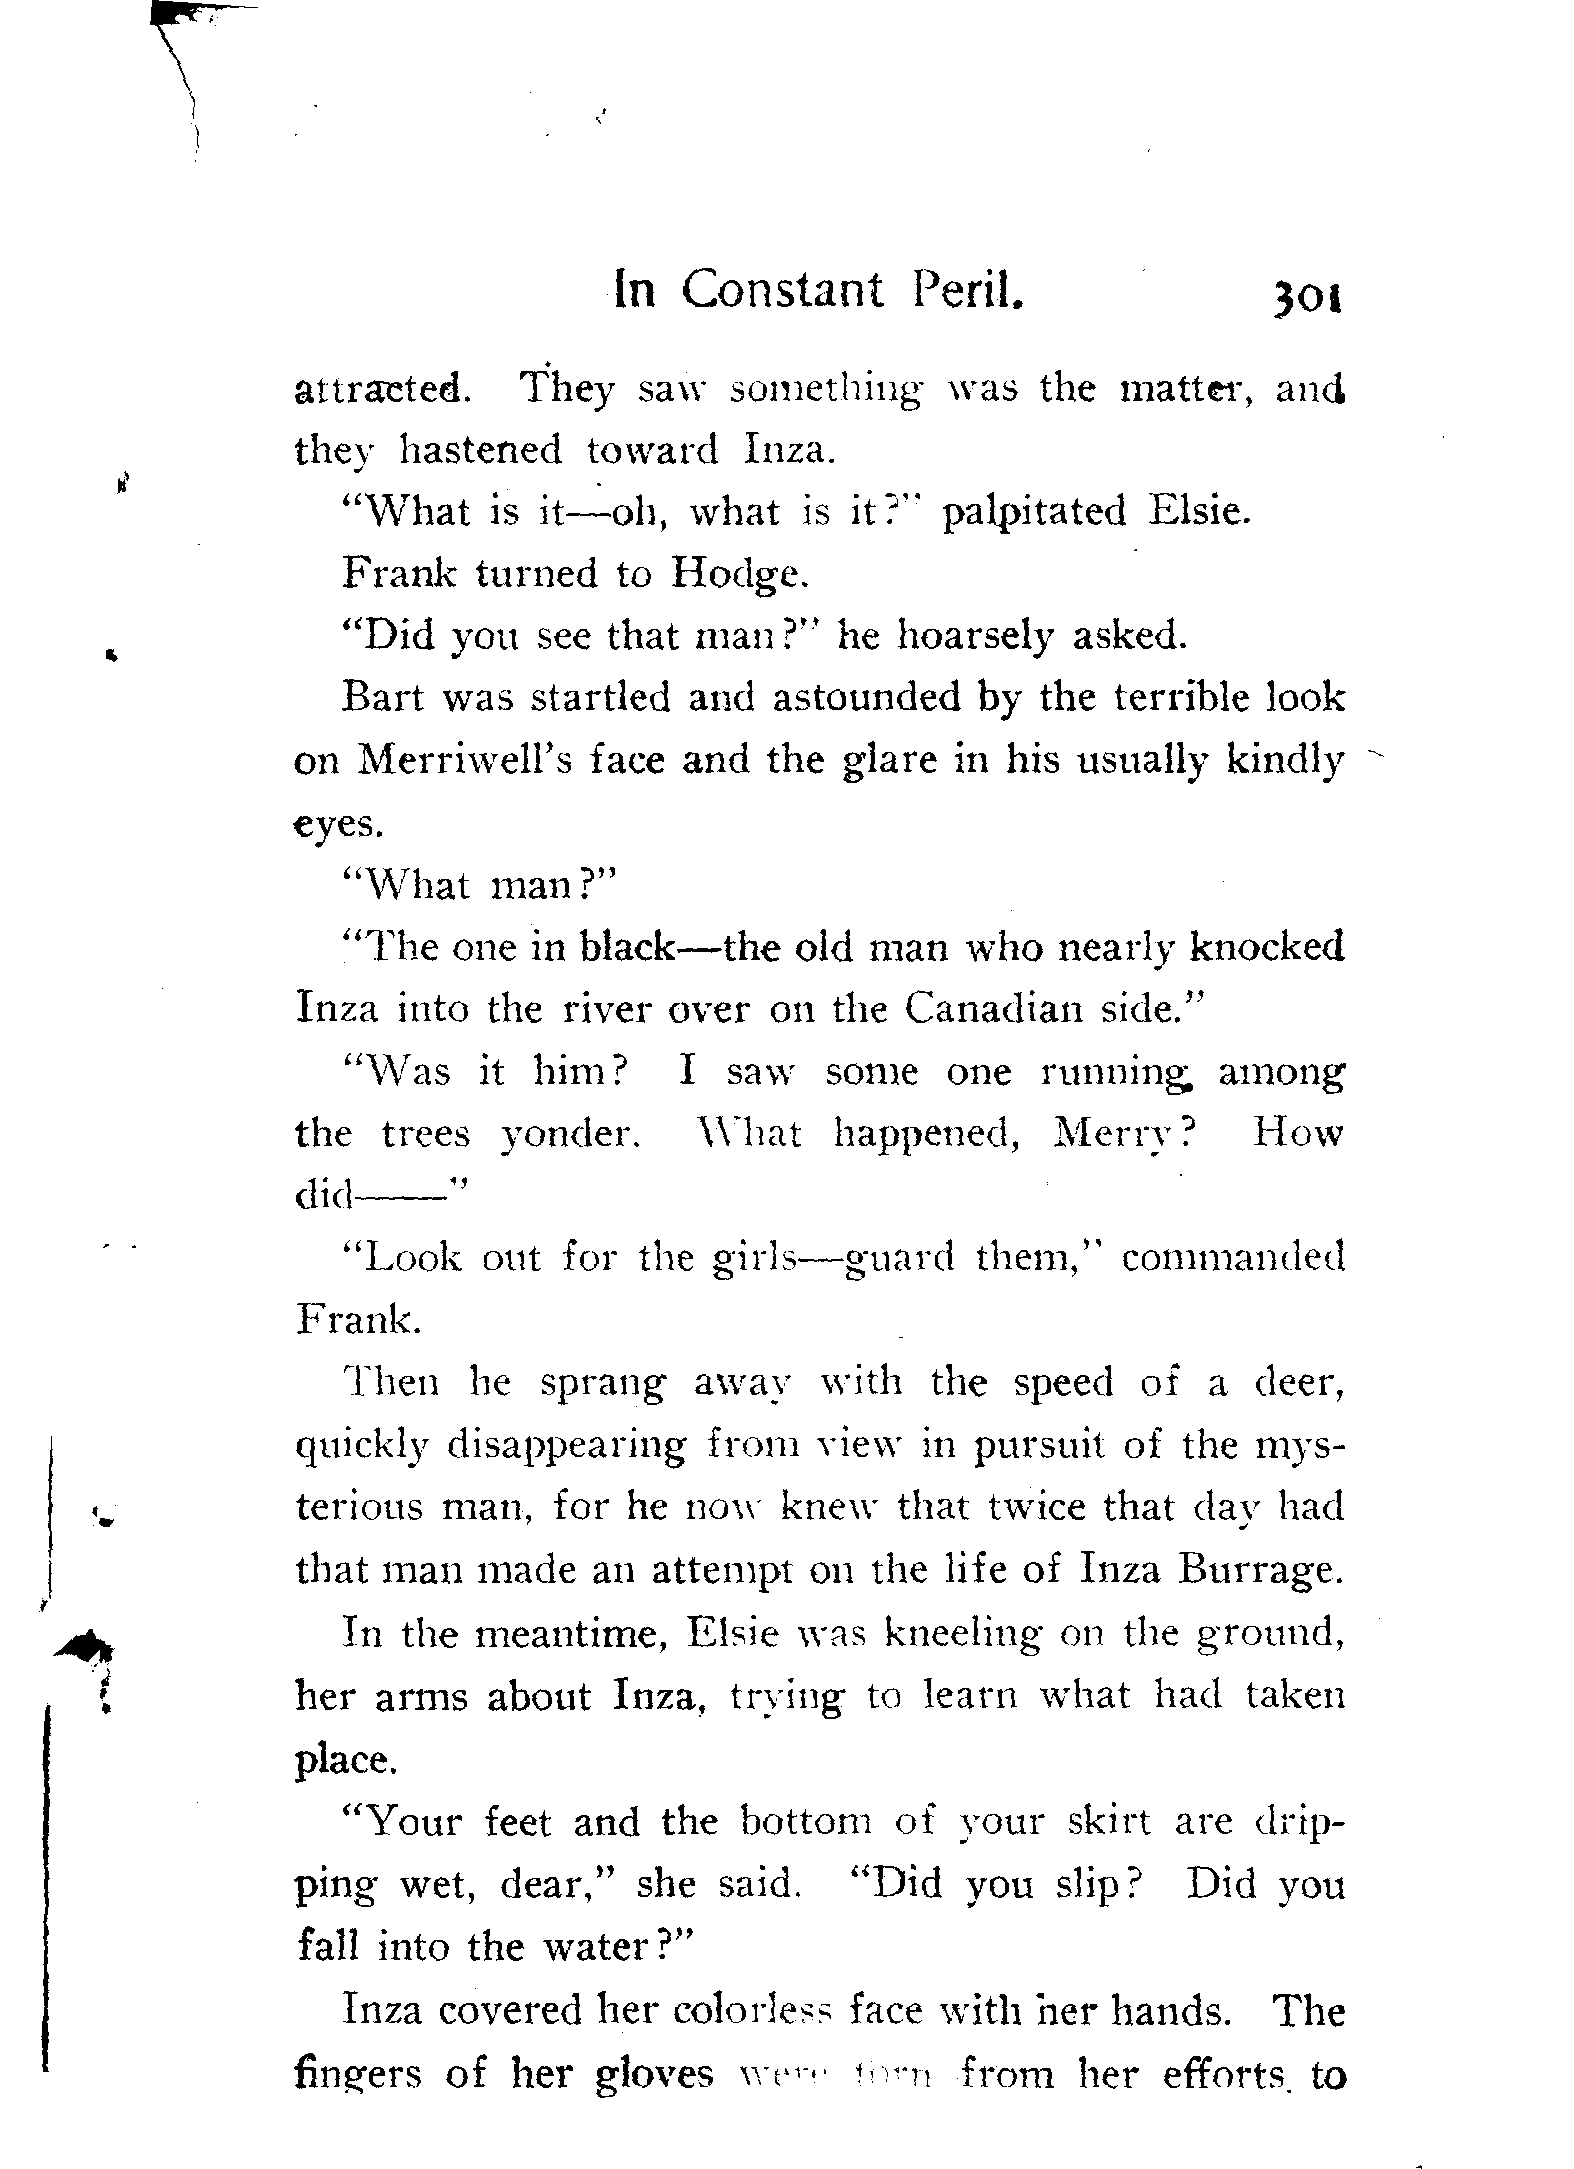 In Constant Peril. 301
attracted. They saw something was the matter, and
they hastened toward Inza.
“What is it—oh, what is it?” palpitated Elsie.
Frank turned to Hodge.
“Did you see that man?” he hoarsely asked.
Bart was startled and astounded by the terrible look
on Merriwell’s face and the glare in his usually kindly
eyes.
“What man?”
“The one in black—the old man who nearly knocked
Inza into the river over on the Canadian side.”
“Was it him? I saw some one running among
the trees yonder. What happened, Merry? How
did——”
“Look out for the girls—guard them,” commanded
Frank.
Then he sprang away with the speed of a deer,
quickly disappearing from view in pursuit of the mys-
terious man, for he now knew that twice that day had
that man made an attempt on the life of Inza Burrage.
In the meantime, Elsie was kneeling on the ground,
her arms about Inza, trying to learn what had taken
place.
“Your feet and the bottom of your skirt are drip-
ping wet, dear,” she said. “Did you slip? Did you
fall into the water?”
Inza covered her colorless face with her hands. The
fingers of her gloves were torn from her efforts to